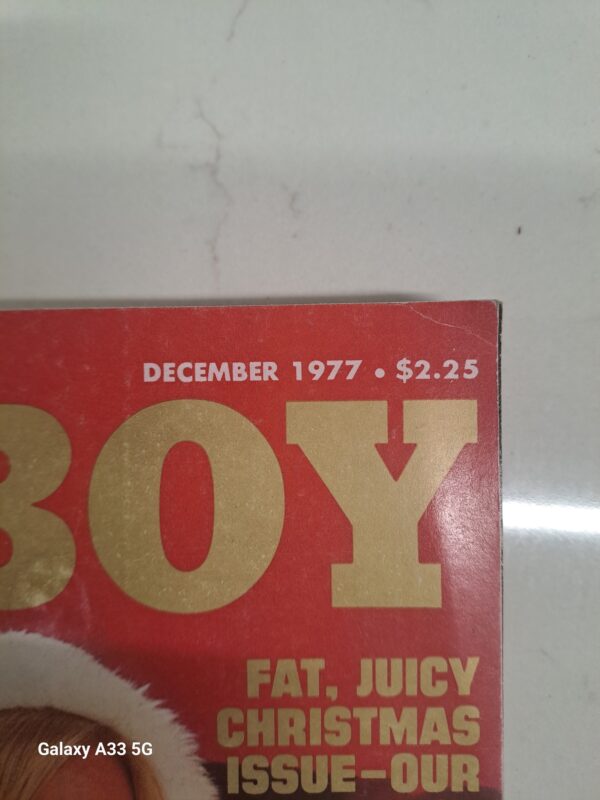 DECEMBER 1977 • $2.25
BOY
FAT, JUICY
CHRISTMAS
ISSUE–OUR
Galaxy A33 5G